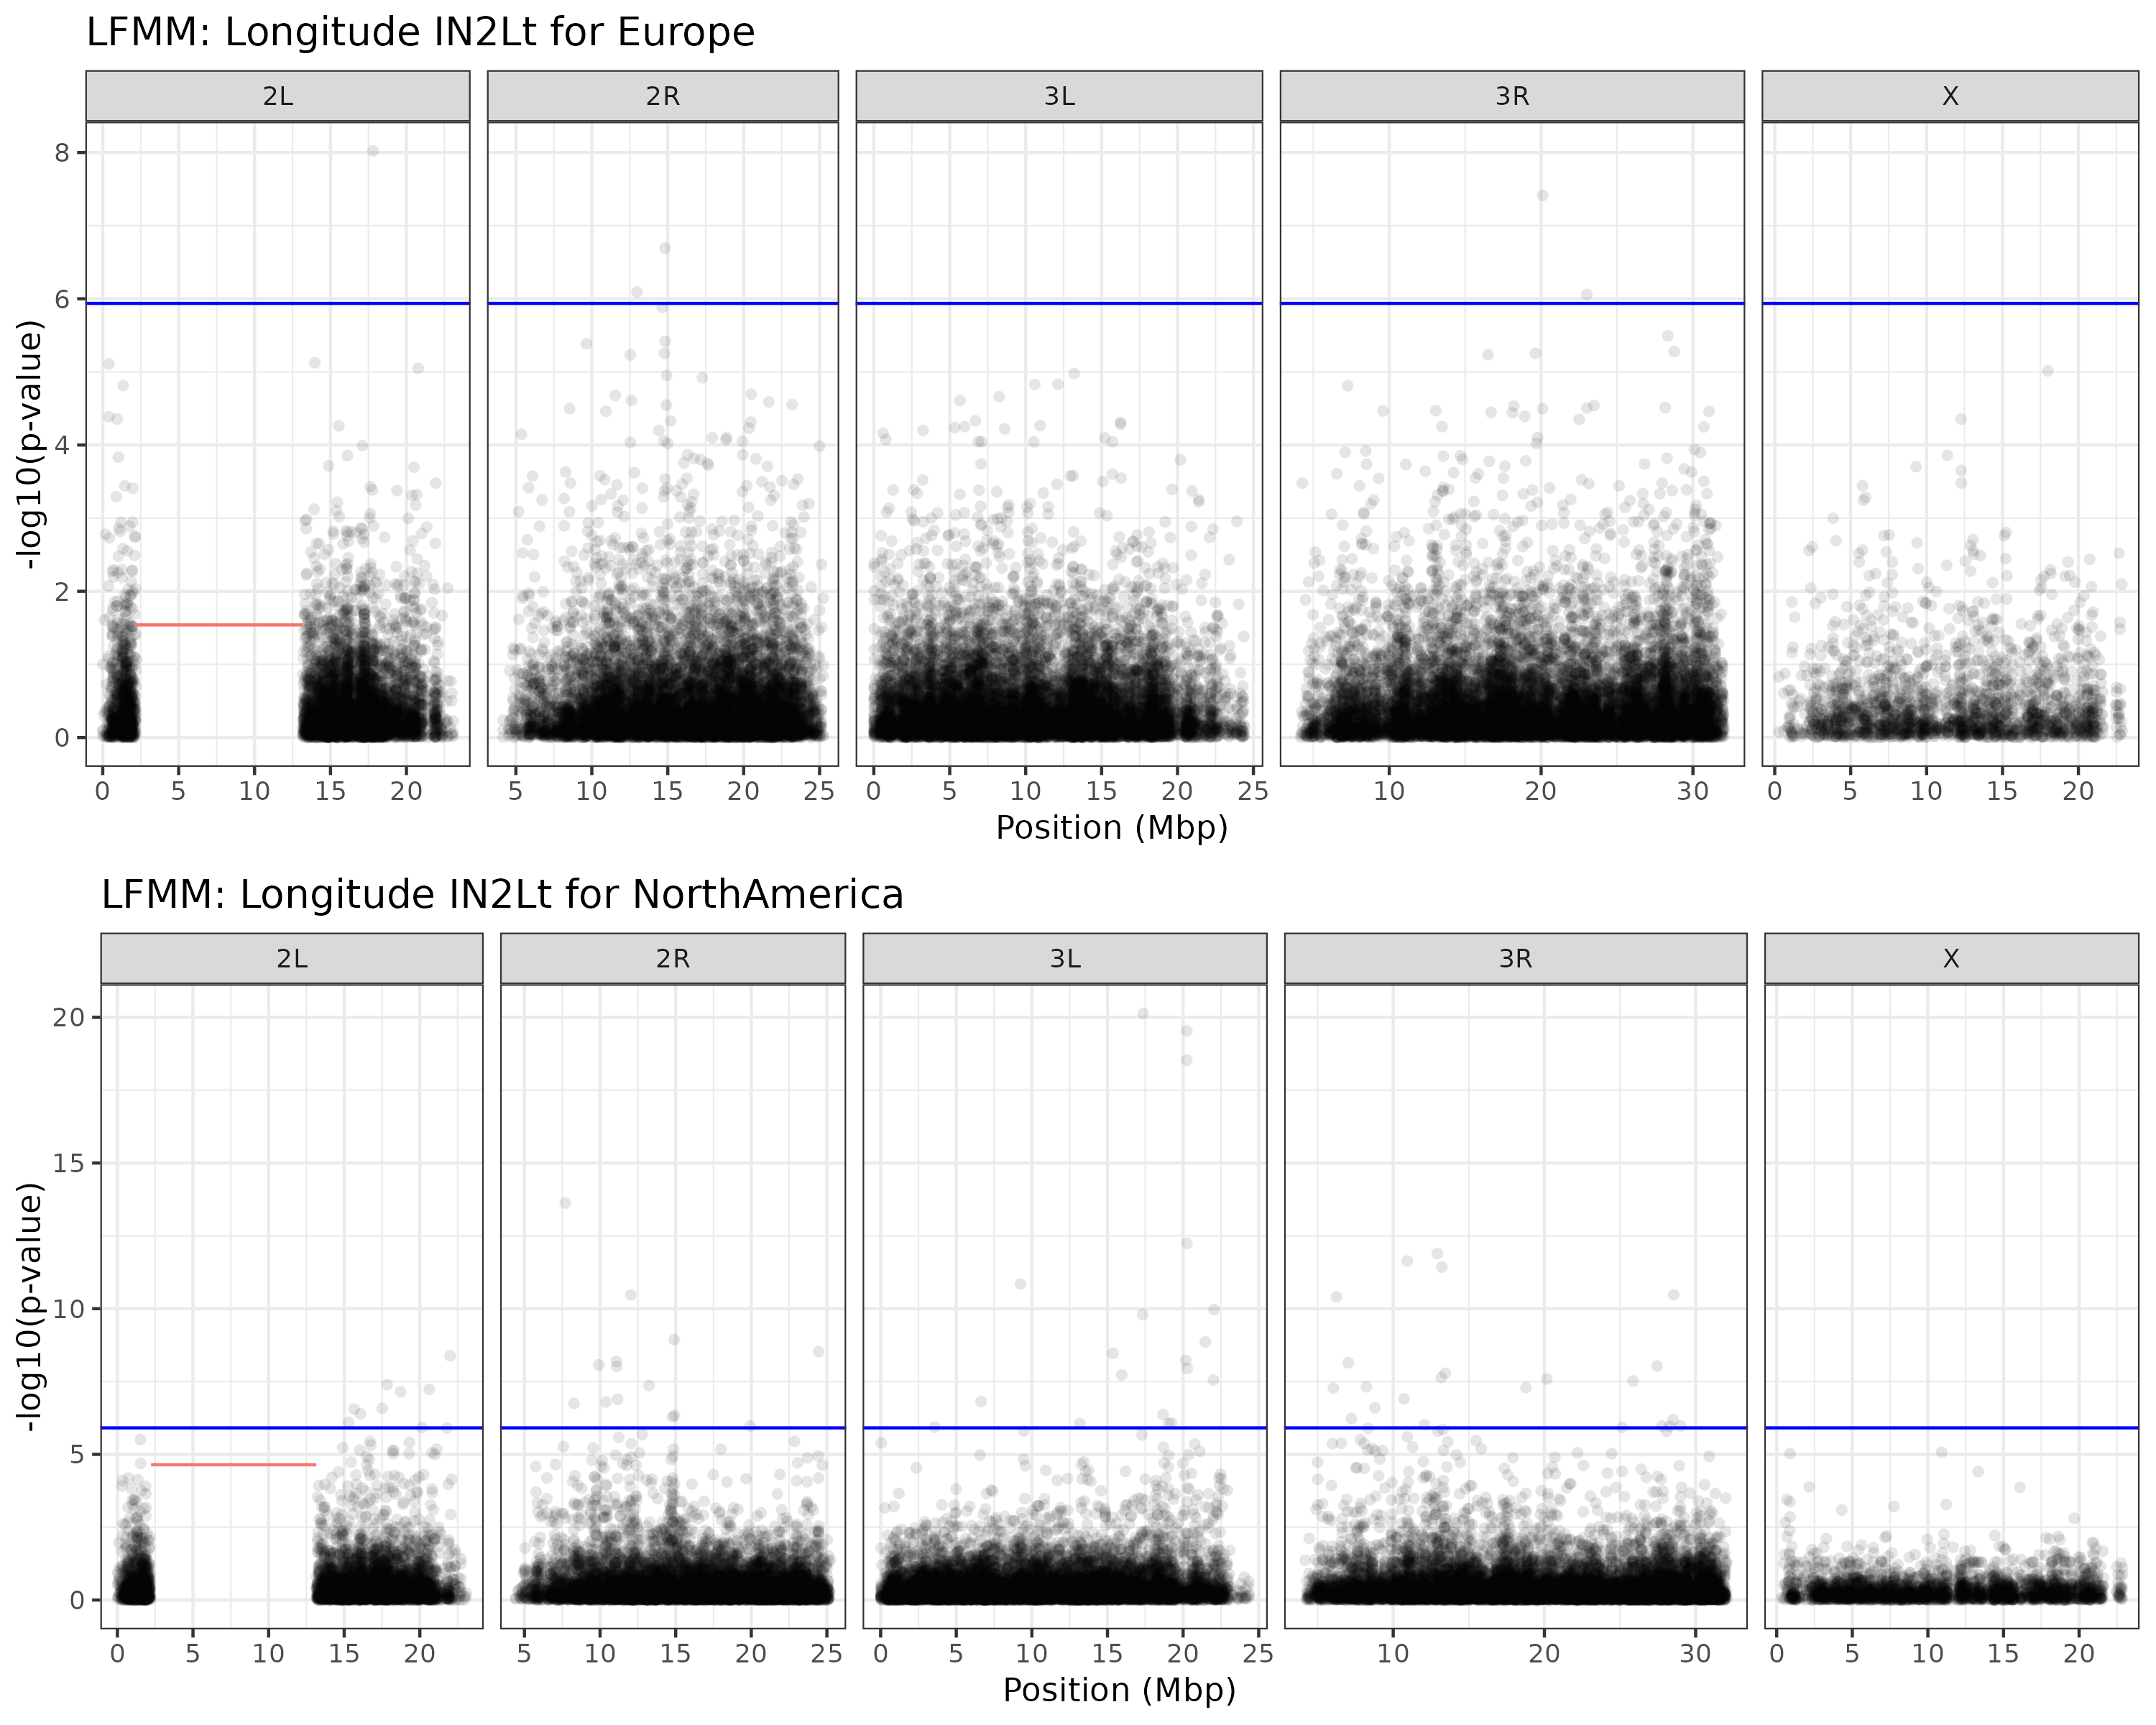 LFMM: Longitude IN2Lt for Europe
2L 2R 3L 3R X
8
6
4
2
0
-log10(p-value)
0 5 10 15 20 5 10 15 20 25 0 5 10 15 20 25 10 20 30 0 5 10 15 20
Position (Mbp)
LFMM: Longitude IN2Lt for NorthAmerica
2L 2R 3L 3R X
20
15
10
5
0
-log10(p-value)
0 5 10 15 20 5 10 15 20 25 0 5 10 15 20 25 10 20 30 0 5 10 15 20
Position (Mbp)